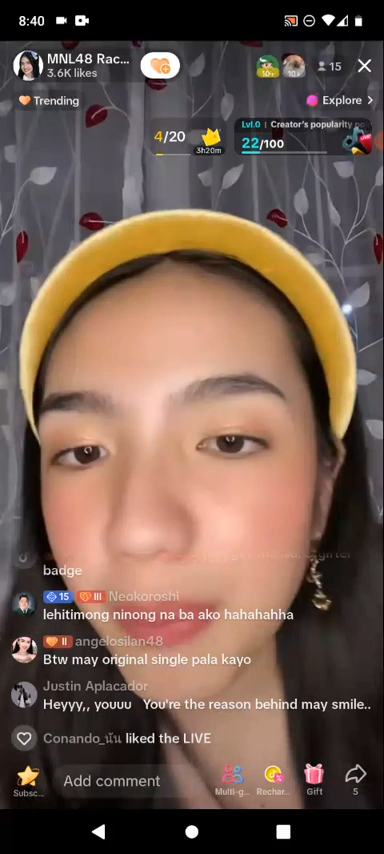 8:40
MNL48 Rac...
3.6K likes
10+
10+
15
Trending
Explore
4/20
3h20m
Lvl.0 | Creator's popularity
22/100
badge
15 III Neokoroshi
lehitimong ninong na ba ako hahahahha
II angelosilan48
Btw may original single pala kayo
Justin Aplacador
Heyyy,, youuu You're the reason behind may smile..
Conando_นัน liked the LIVE
Add comment
Subsc...
Multi-g...
Rechar...
Gift
5